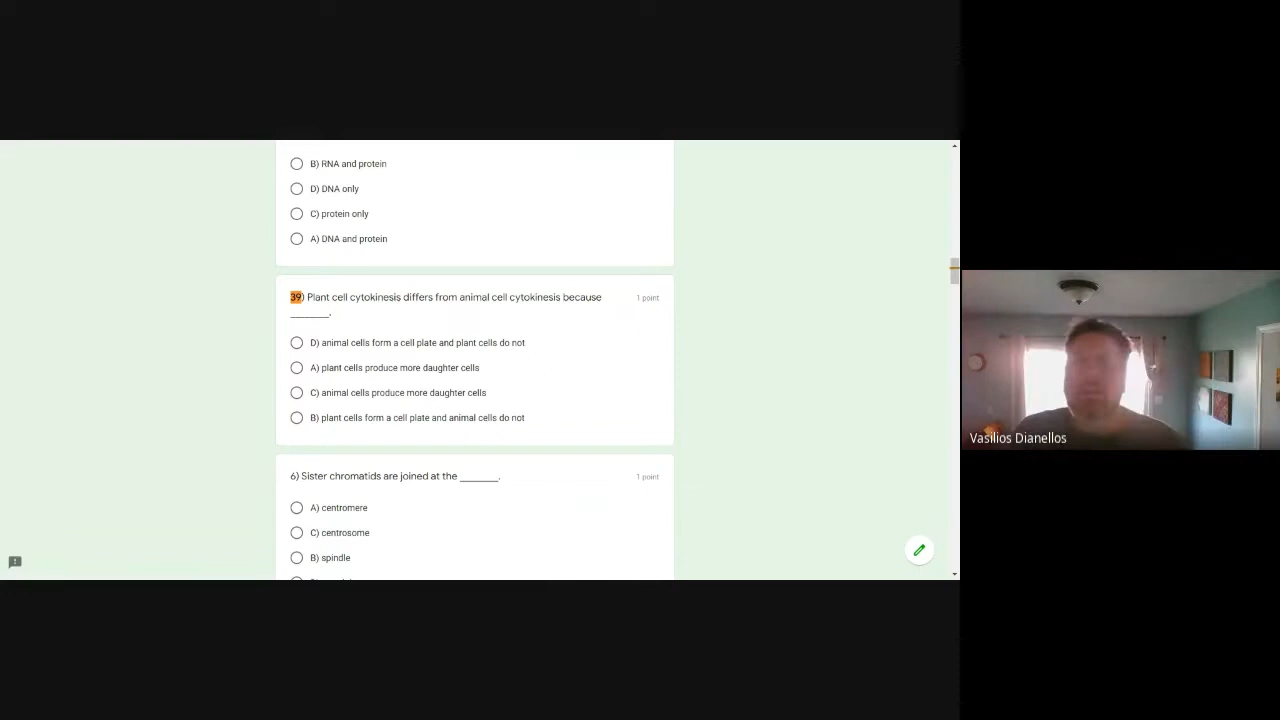 B) RNA and protein
D) DNA only
C) protein only
A) DNA and protein
39) Plant cell cytokinesis differs from animal cell cytokinesis because 1 point
________.
D) animal cells form a cell plate and plant cells do not
A) plant cells produce more daughter cells
C) animal cells produce more daughter cells
B) plant cells form a cell plate and animal cells do not
6) Sister chromatids are joined at the _______. 1 point
A) centromere
C) centrosome
B) spindle
Vasilios Dianellos